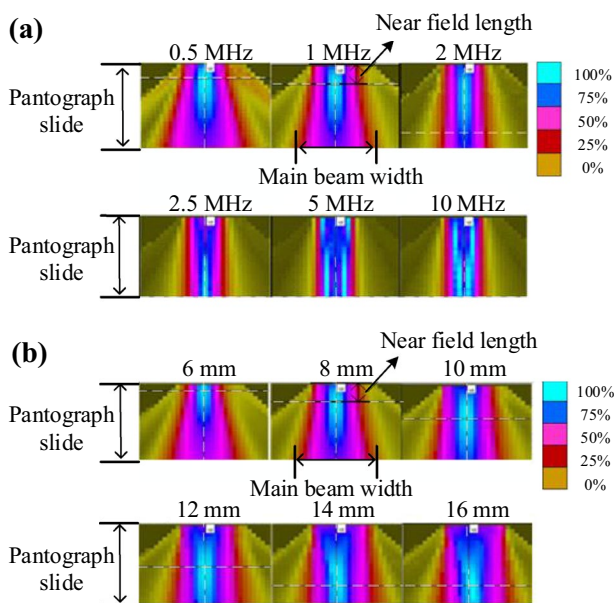 (a)
Near field length
0.5 MHz 1 MHz 2 MHz
Pantograph
slide
100%
75%
50%
25%
0%
Main beam width
2.5 MHz 5 MHz 10 MHz
Pantograph
slide
(b)
Near field length
6 mm 8 mm 10 mm
Pantograph
slide
100%
75%
50%
25%
0%
Main beam width
12 mm 14 mm 16 mm
Pantograph
slide